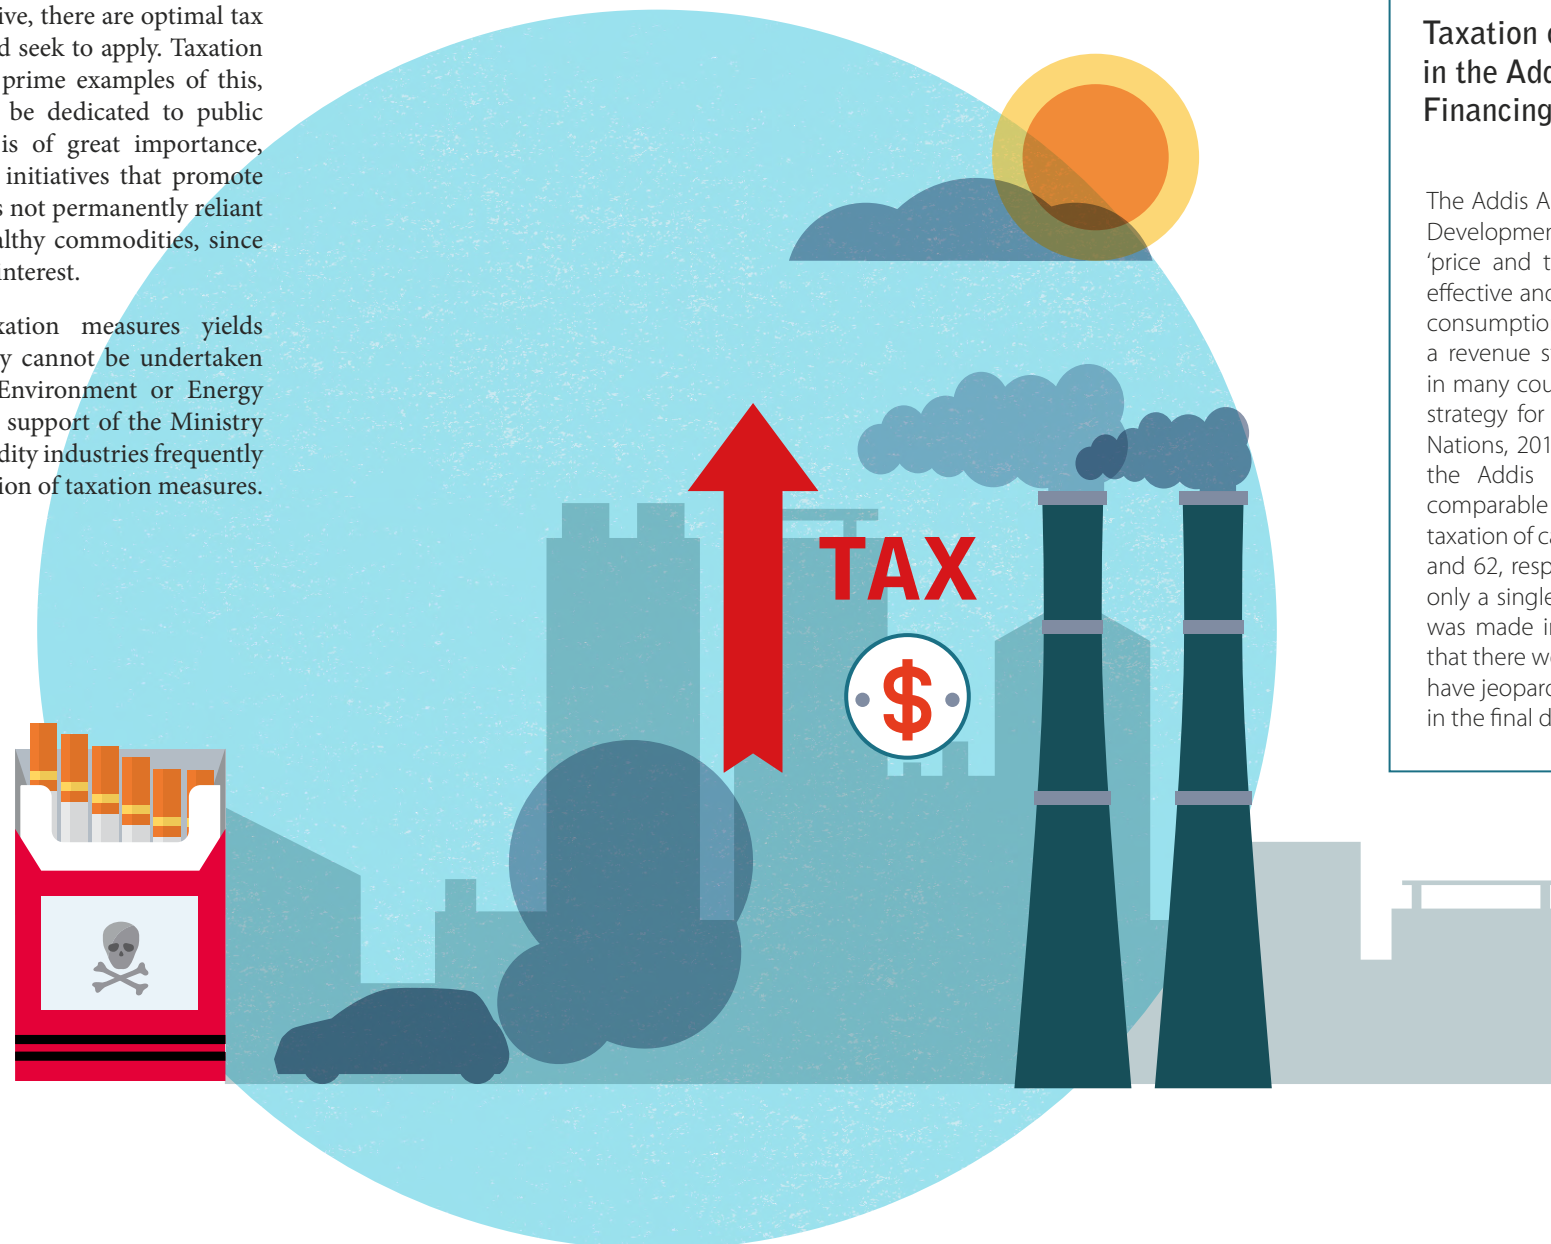 ive, there are optimal tax
d seek to apply. Taxation
prime examples of this,
be dedicated to public
is of great importance,
initiatives that promote
s not permanently reliant
althy commodities, since
interest.
xation measures yields
y cannot be undertaken
Environment or Energy
support of the Ministry
dity industries frequently
ion of taxation measures.
TAX
$
Taxation
in the Add
Financing
The Addis A
Developmen
‘price and t
effective and
consumptio
a revenue s
in many cou
strategy for
Nations, 201
the Addis
comparable
taxation of ca
and 62, resp
only a single
was made i
that there we
have jeopard
in the final d